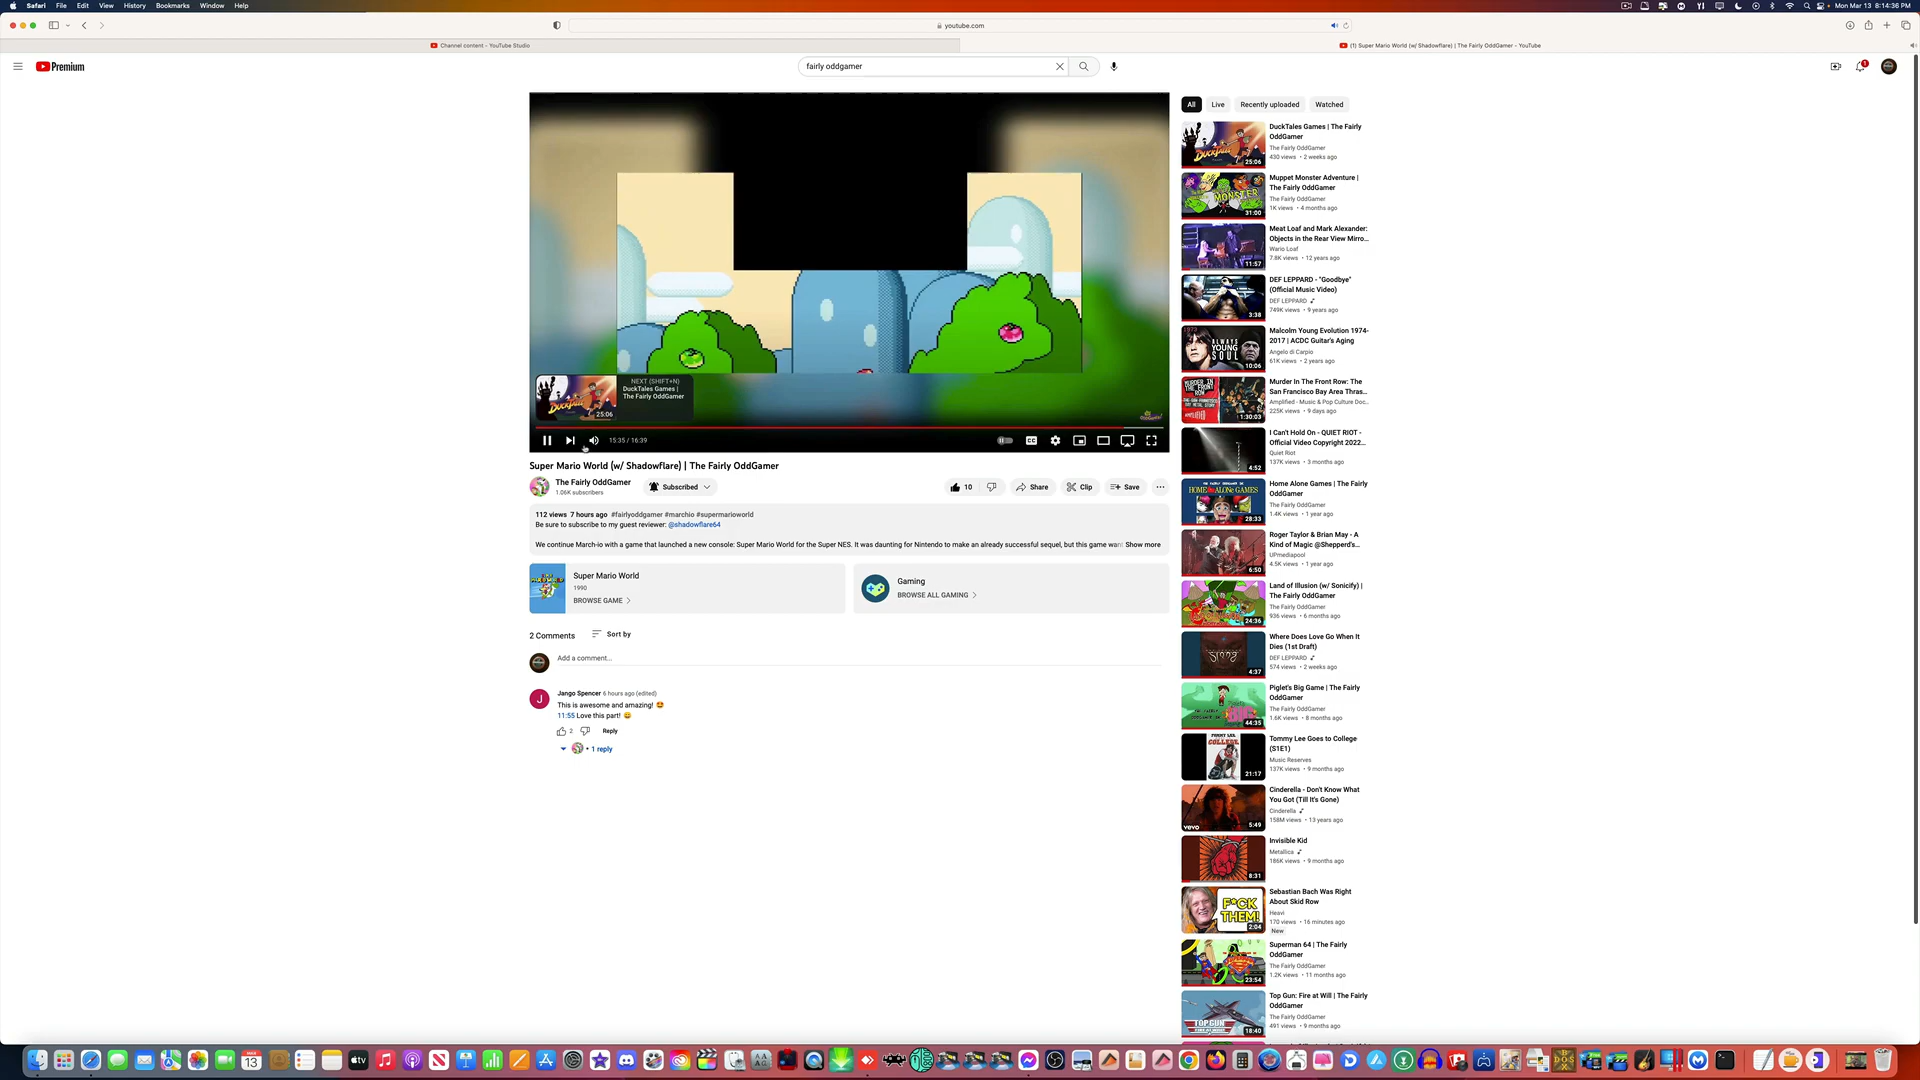 Safari File Edit View History Bookmarks Window Help
Mon Mar 13 8:14:36 PM
youtube.com
Channel content - YouTube Studio
(1) Super Mario World (w/ Shadowflare) | The Fairly OddGamer - YouTube
Premium
fairly oddgamer
1
All Live Recently uploaded Watched
NEXT (SHIFT+N)
DuckTales Games |
The Fairly OddGamer
25:06
15:35 / 16:39
Super Mario World (w/ Shadowflare) | The Fairly OddGamer
The Fairly OddGamer
1.06K subscribers
Subscribed
10
Share
Clip
Save
112 views 7 hours ago #fairlyoddgamer #marchio #supermarioworld
Be sure to subscribe to my guest reviewer: @shadowflare64
We continue March-io with a game that launched a new console: Super Mario World for the Super NES. It was daunting for Nintendo to make an already successful sequel, but this game Show more
Super Mario World
1990
BROWSE GAME
Gaming
BROWSE ALL GAMING
2 Comments Sort by
Add a comment...
J
Jango Spencer 6 hours ago (edited)
This is awesome and amazing! 🤩
11:55 Love this part! 😄
2 Reply
1 reply
25:06
DuckTales Games | The Fairly
OddGamer
The Fairly OddGamer
430 views • 2 weeks ago
31:00
Muppet Monster Adventure |
The Fairly OddGamer
The Fairly OddGamer
1K views • 4 months ago
11:57
Meat Loaf and Mark Alexander:
Objects in the Rear View Mirro...
Wario Loaf
7.8K views • 12 years ago
3:38
DEF LEPPARD - "Goodbye"
(Official Music Video)
DEF LEPPARD
749K views • 9 years ago
ALWAYS
YOUNG
SOUL
10:06
Malcolm Young Evolution 1974-
2017 | ACDC Guitar's Aging
Angelo di Carpio
61K views • 2 years ago
1:30:03
Murder In The Front Row: The
San Francisco Bay Area Thras...
Amplified - Music & Pop Culture Doc...
225K views • 9 days ago
4:52
I Can't Hold On - QUIET RIOT -
Official Video Copyright 2022...
Quiet Riot
137K views • 3 months ago
HOME ALONE GAMES
28:33
Home Alone Games | The Fairly
OddGamer
The Fairly OddGamer
1.4K views • 1 year ago
6:50
Roger Taylor & Brian May - A
Kind of Magic @Shepperd's...
UPmediapool
4.5K views • 1 year ago
24:36
Land of Illusion (w/ Sonicify) |
The Fairly OddGamer
The Fairly OddGamer
936 views • 6 months ago
4:37
Where Does Love Go When It
Dies (1st Draft)
DEF LEPPARD
574 views • 2 weeks ago
44:35
Piglet's Big Game | The Fairly
OddGamer
The Fairly OddGamer
1.6K views • 8 months ago
21:17
Tommy Lee Goes to College
(S1E1)
Music Reserves
137K views • 9 months ago
vevo
5:49
Cinderella - Don't Know What
You Got (Till It's Gone)
Cinderella
158M views • 13 years ago
8:31
Invisible Kid
Metallica
186K views • 9 months ago
F*CK
THEM!
2:04
Sebastian Bach Was Right
About Skid Row
Heavi
170 views • 16 minutes ago
New
23:54
Superman 64 | The Fairly
OddGamer
The Fairly OddGamer
1.2K views • 11 months ago
TOP GUN
18:40
Top Gun: Fire at Will | The Fairly
OddGamer
The Fairly OddGamer
491 views • 9 months ago
MAR
13
tv